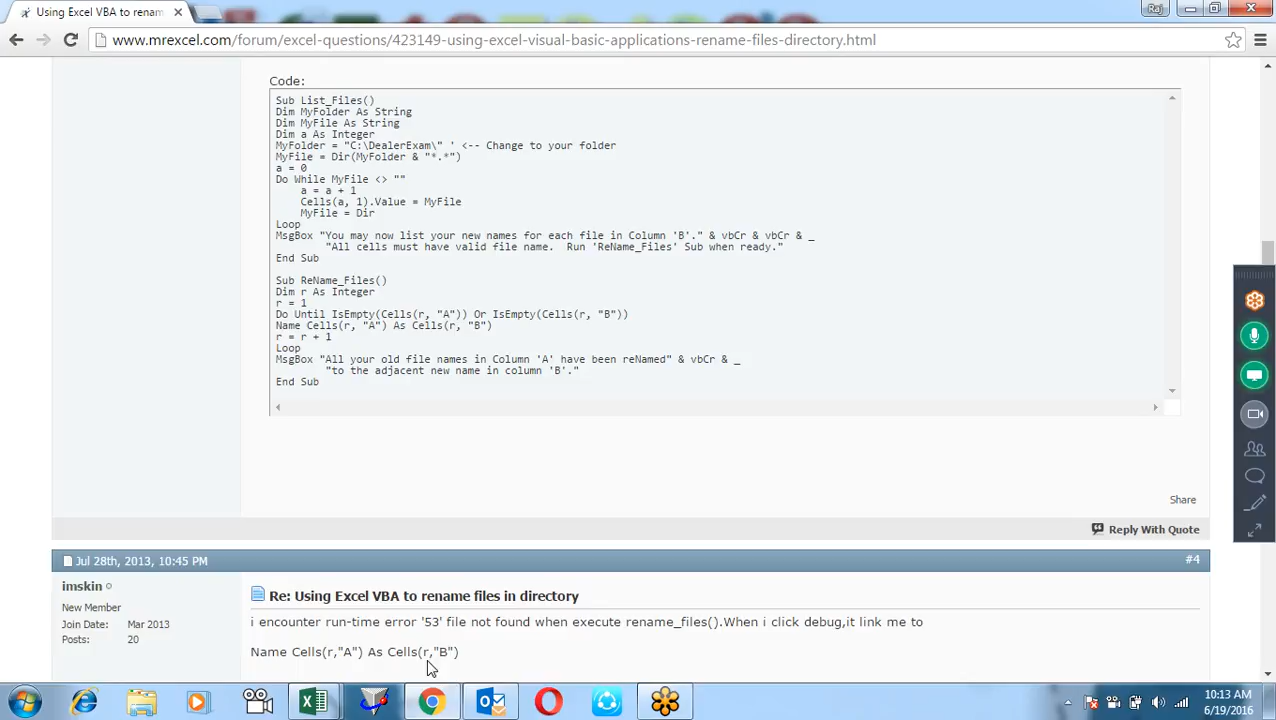 Using Excel VBA to renam
Raj
www.mrexcel.com/forum/excel-questions/423149-using-excel-visual-basic-applications-rename-files-directory.html
Code:
Sub List_Files()
Dim MyFolder As String
Dim MyFile As String
Dim a As Integer
MyFolder = "C:\DealerExam\" ' <-- Change to your folder
MyFile = Dir(MyFolder & "*.*")
a = 0
Do While MyFile <> ""
a = a + 1
Cells(a, 1).Value = MyFile
MyFile = Dir
Loop
MsgBox "You may now list your new names for each file in Column 'B'." & vbCr & vbCr & _
"All cells must have valid file name.  Run 'ReName_Files' Sub when ready."
End Sub
Sub ReName_Files()
Dim r As Integer
r = 1
Do Until IsEmpty(Cells(r, "A")) Or IsEmpty(Cells(r, "B"))
Name Cells(r, "A") As Cells(r, "B")
r = r + 1
Loop
MsgBox "All your old file names in Column 'A' have been reNamed" & vbCr & _
"to the adjacent new name in column 'B'."
End Sub
Share
Reply With Quote
Jul 28th, 2013, 10:45 PM
#4
imskin
New Member
Join Date: Mar 2013
Posts: 20
Re: Using Excel VBA to rename files in directory
i encounter run-time error '53' file not found when execute rename_files().When i click debug,it link me to
Name Cells(r,"A") As Cells(r,"B")
10:13 AM
6/19/2016